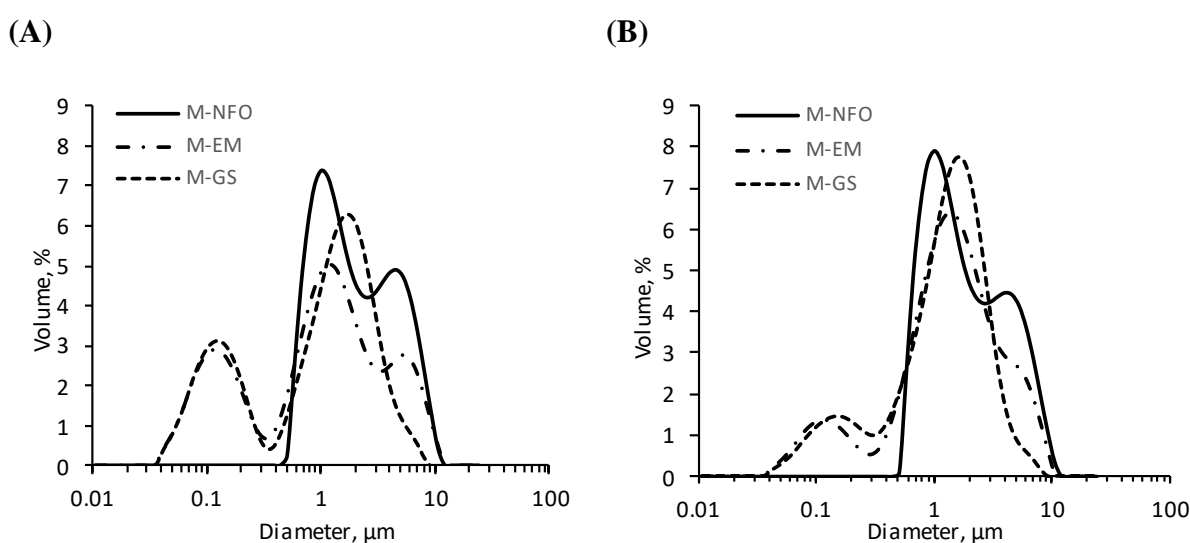 (A)
(B)
Volume, %
9
8
7
6
5
4
3
2
1
0
M-NFO
M-EM
M-GS
0.01 0.1 1 10 100
Diameter, µm
Volume, %
9
8
7
6
5
4
3
2
1
0
M-NFO
M-EM
M-GS
0.01 0.1 1 10 100
Diameter, µm